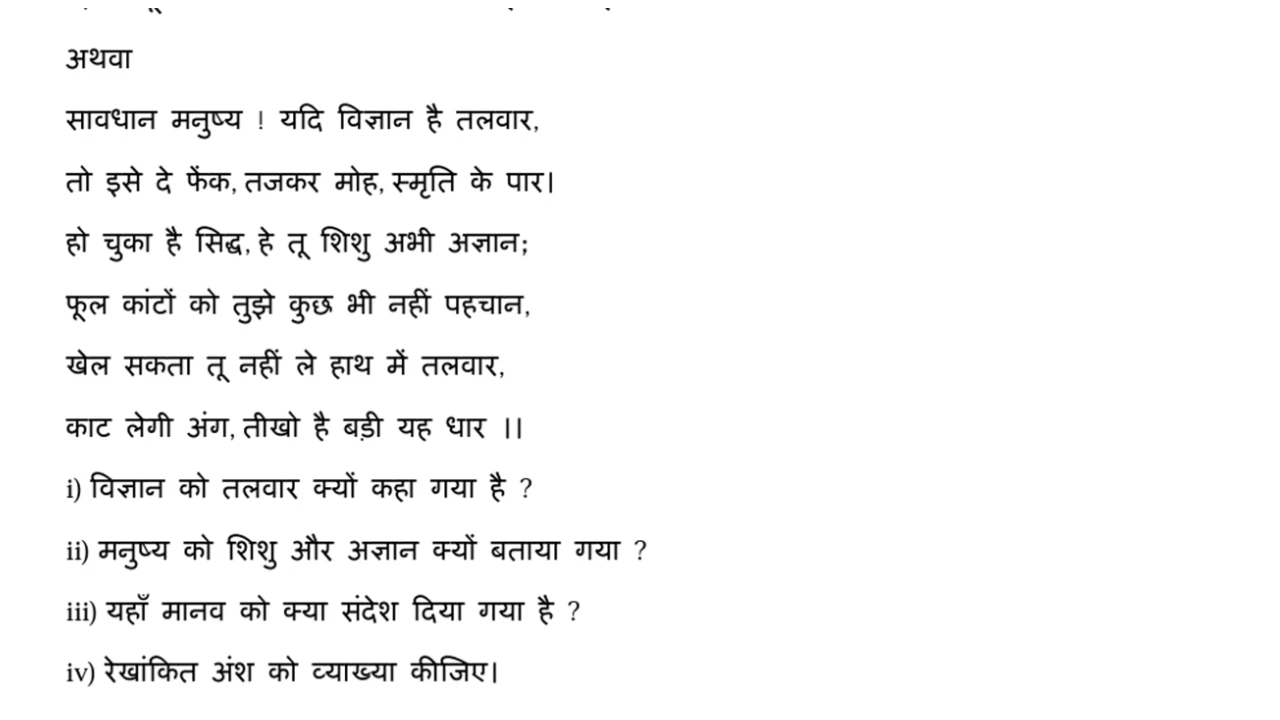 अथवा
सावधान मनुष्य ! यदि विज्ञान है तलवार,
तो इसे दे फेंक, तजकर मोह, स्मृति के पार।
हो चुका है सिद्ध, हे तू शिशु अभी अज्ञान;
फूल कांटों को तुझे कुछ भी नहीं पहचान,
खेल सकता तू नहीं ले हाथ में तलवार,
काट लेगी अंग, तीखो है बड़ी यह धार ।।
i) विज्ञान को तलवार क्यों कहा गया है ?
ii) मनुष्य को शिशु और अज्ञान क्यों बताया गया ?
iii) यहाँ मानव को क्या संदेश दिया गया है ?
iv) रेखांकित अंश को व्याख्या कीजिए।